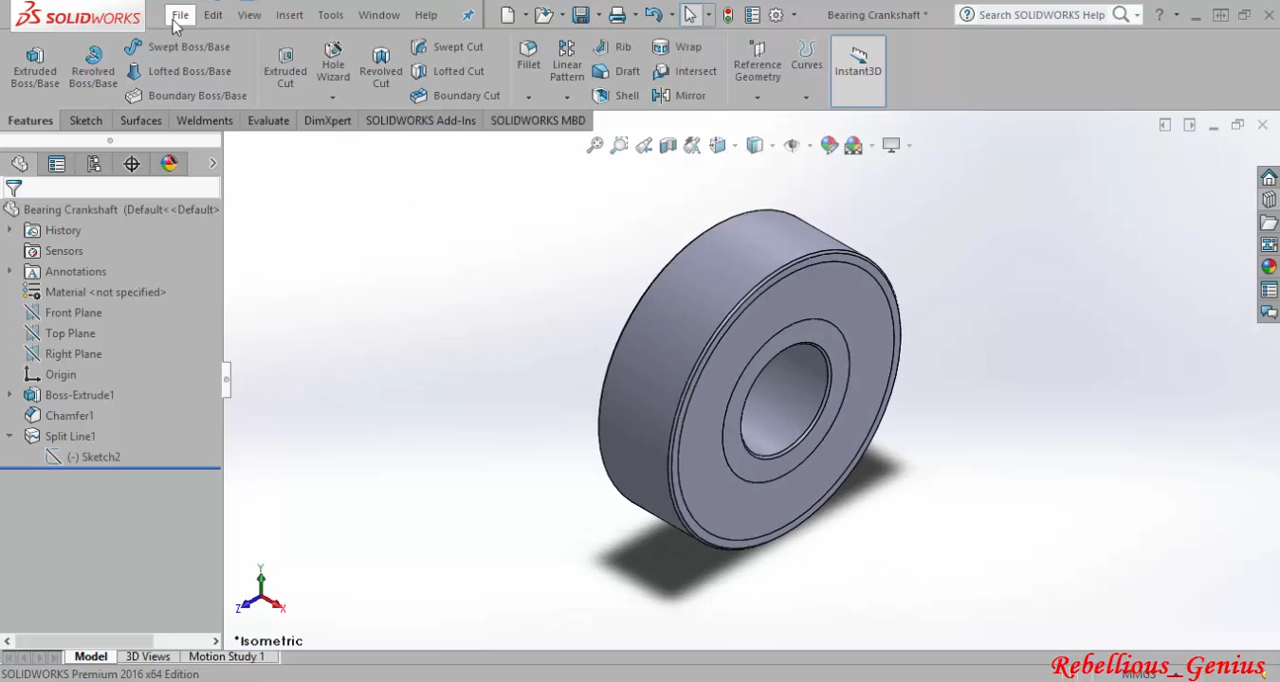 SOLIDWORKS File Edit View Insert Tools Window Help Bearing Crankshaft * Search SOLIDWORKS Help ?
Extruded Boss/Base
Revolved Boss/Base
Swept Boss/Base
Lofted Boss/Base
Boundary Boss/Base
Extruded Cut
Hole Wizard
Revolved Cut
Swept Cut
Lofted Cut
Boundary Cut
Fillet
Linear Pattern
Rib
Draft
Shell
Wrap
Intersect
Mirror
Reference Geometry
Curves
Instant3D
Features Sketch Surfaces Weldments Evaluate DimXpert SOLIDWORKS Add-Ins SOLIDWORKS MBD
Bearing Crankshaft (Default<<Default>
History
Sensors
Annotations
Material <not specified>
Front Plane
Top Plane
Right Plane
Origin
Boss-Extrude1
Chamfer1
Split Line1
(-) Sketch2
Y
Z
X
*Isometric
Model 3D Views Motion Study 1
SOLIDWORKS Premium 2016 x64 Edition
Rebellious_Genius
MMGS